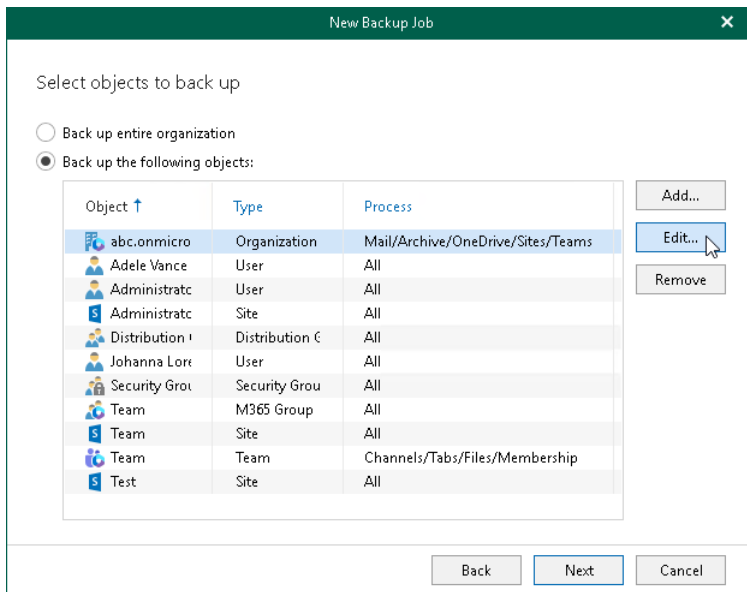 New Backup Job
Select objects to back up
Back up entire organization
Back up the following objects:
Object Type Process
abc.onmicro Organization Mail/Archive/OneDrive/Sites/Teams
Adele Vance User All
Administratc User All
Administratc Site All
Distribution Distribution G All
Johanna Lore User All
Security Grou Security Grou All
Team M365 Group All
Team Site All
Team Team Channels/Tabs/Files/Membership
Test Site All
Add...
Edit...
Remove
Back Next Cancel